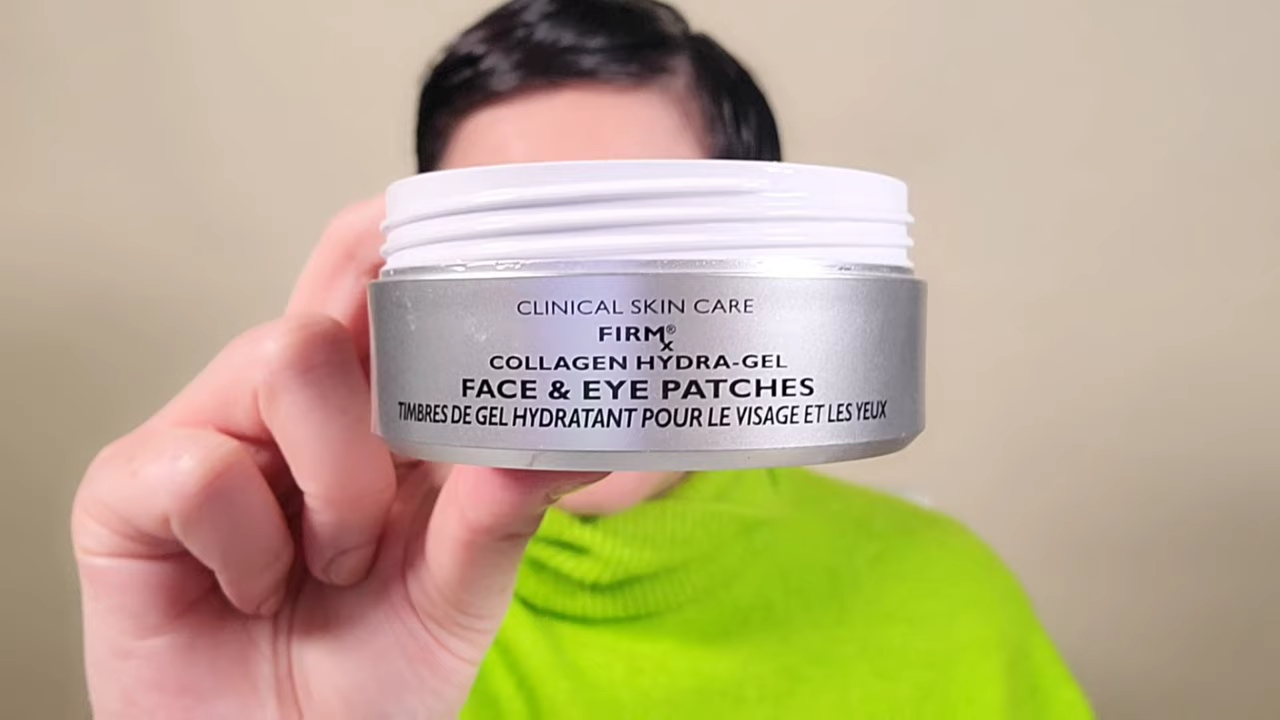 CLINICAL SKIN CARE
FIRMx®
COLLAGEN HYDRA-GEL
FACE & EYE PATCHES
TIMBRES DE GEL HYDRATANT POUR LE VISAGE ET LES YEUX